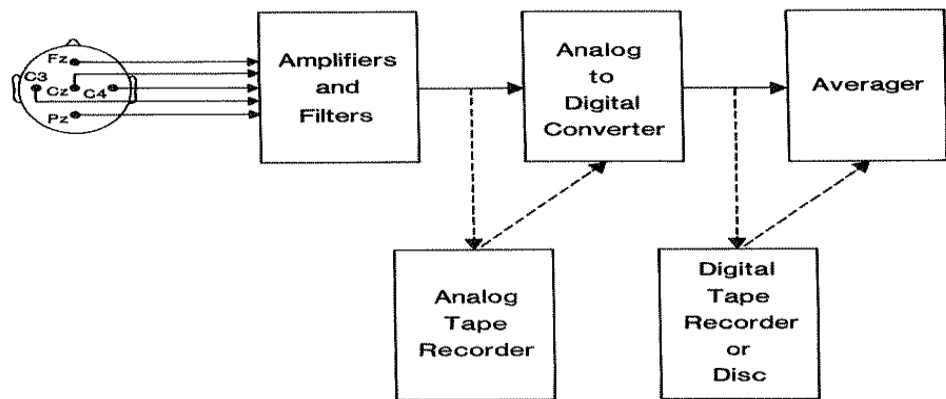 Fz
C3
Cz
C4
Pz
Amplifiers
and
Filters
Analog
to
Digital
Converter
Averager
Analog
Tape
Recorder
Digital
Tape
Recorder
or
Disc